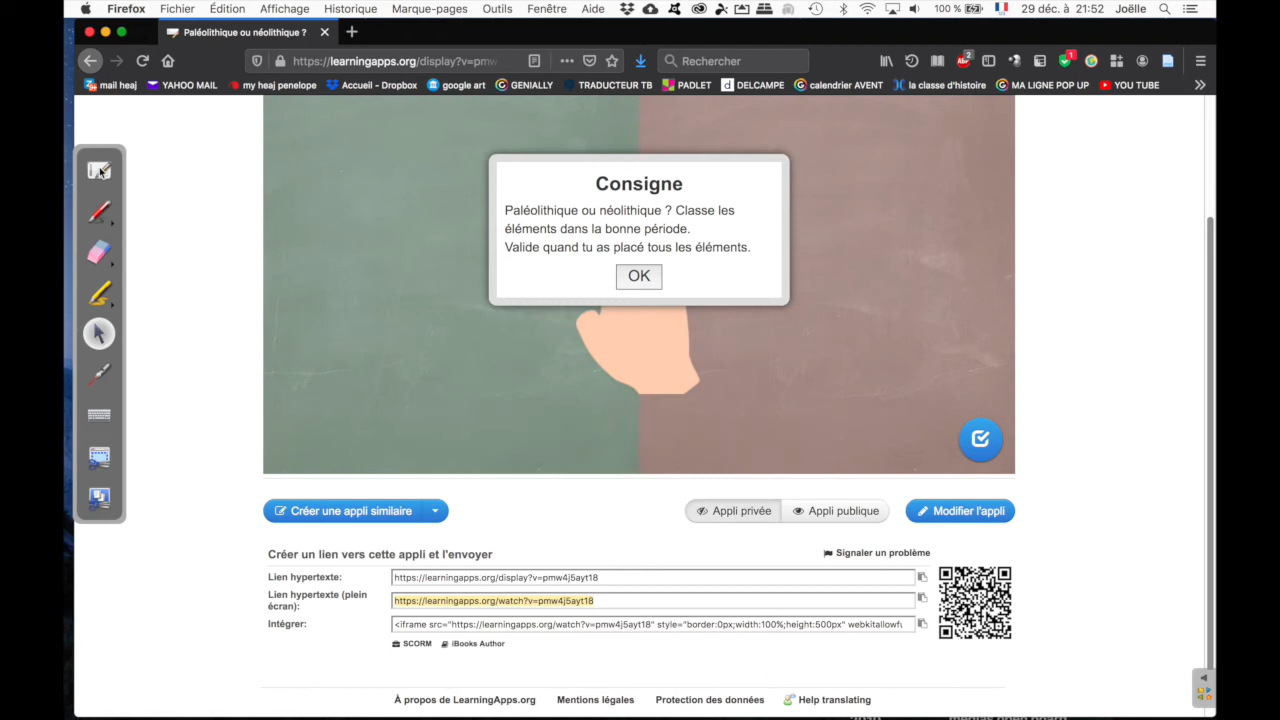 Firefox Fichier Édition Affichage Historique Marque-pages Outils Fenêtre Aide 100 % 29 déc. à 21:52 Joëlle
Paléolithique ou néolithique ?
https://learningapps.org/display?v=pmw Rechercher 2 1
mail heaj YAHOO MAIL my heaj penelope Accueil - Dropbox google art GENIALLY TRADUCTEUR TB PADLET DELCAMPE calendrier AVENT la classe d'histoire MA LIGNE POP UP YOU TUBE
Consigne
Paléolithique ou néolithique ? Classe les
éléments dans la bonne période.
Valide quand tu as placé tous les éléments.
OK
Créer une appli similaire Appli privée Appli publique Modifier l'appli
Créer un lien vers cette appli et l'envoyer Signaler un problème
Lien hypertexte: https://learningapps.org/display?v=pmw4j5ayt18
Lien hypertexte (plein
écran): https://learningapps.org/watch?v=pmw4j5ayt18
Intégrer: <iframe src="https://learningapps.org/watch?v=pmw4j5ayt18" style="border:0px;width:100%;height:500px" webkitallowfu
SCORM iBooks Author
À propos de LearningApps.org Mentions légales Protection des données Help translating